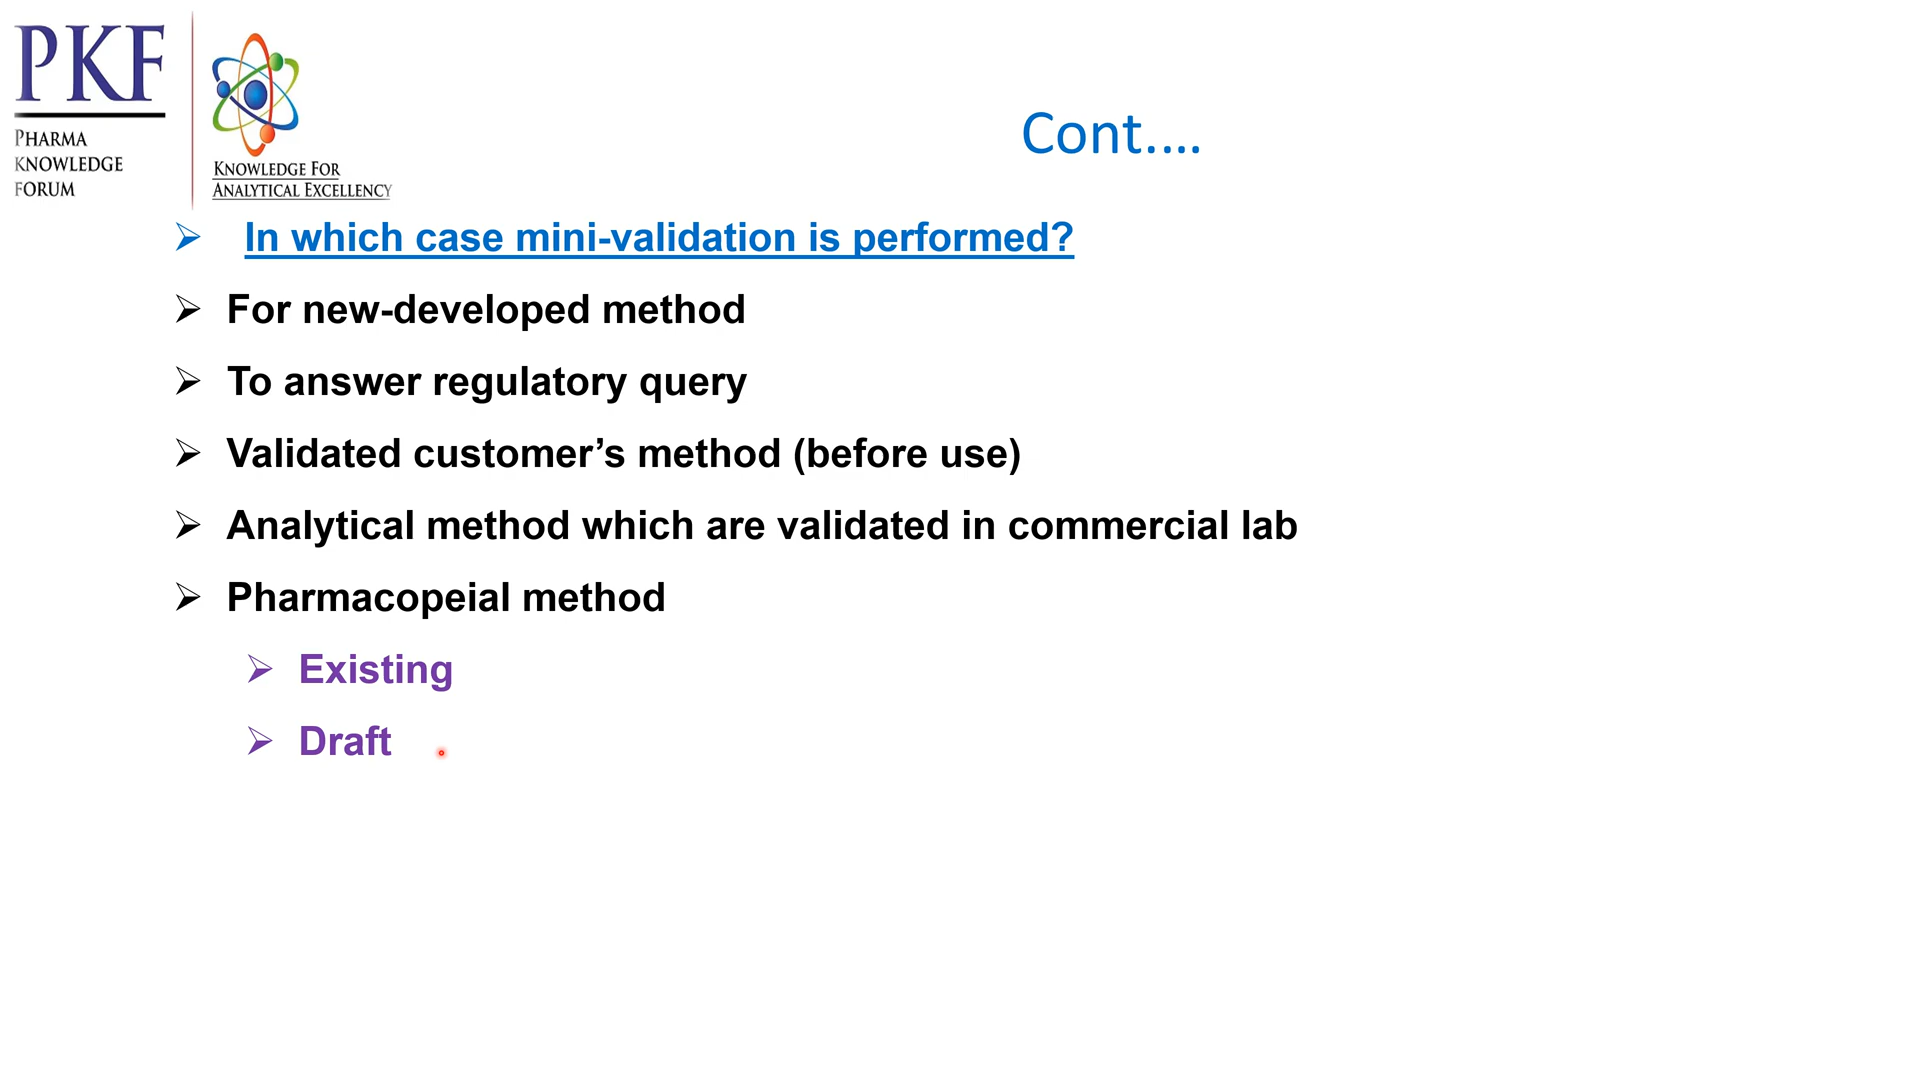 PKF
PHARMA
KNOWLEDGE
FORUM
KNOWLEDGE FOR
ANALYTICAL EXCELLENCY
Cont.…
In which case mini-validation is performed?
For new-developed method
To answer regulatory query
Validated customer’s method (before use)
Analytical method which are validated in commercial lab
Pharmacopeial method
Existing
Draft